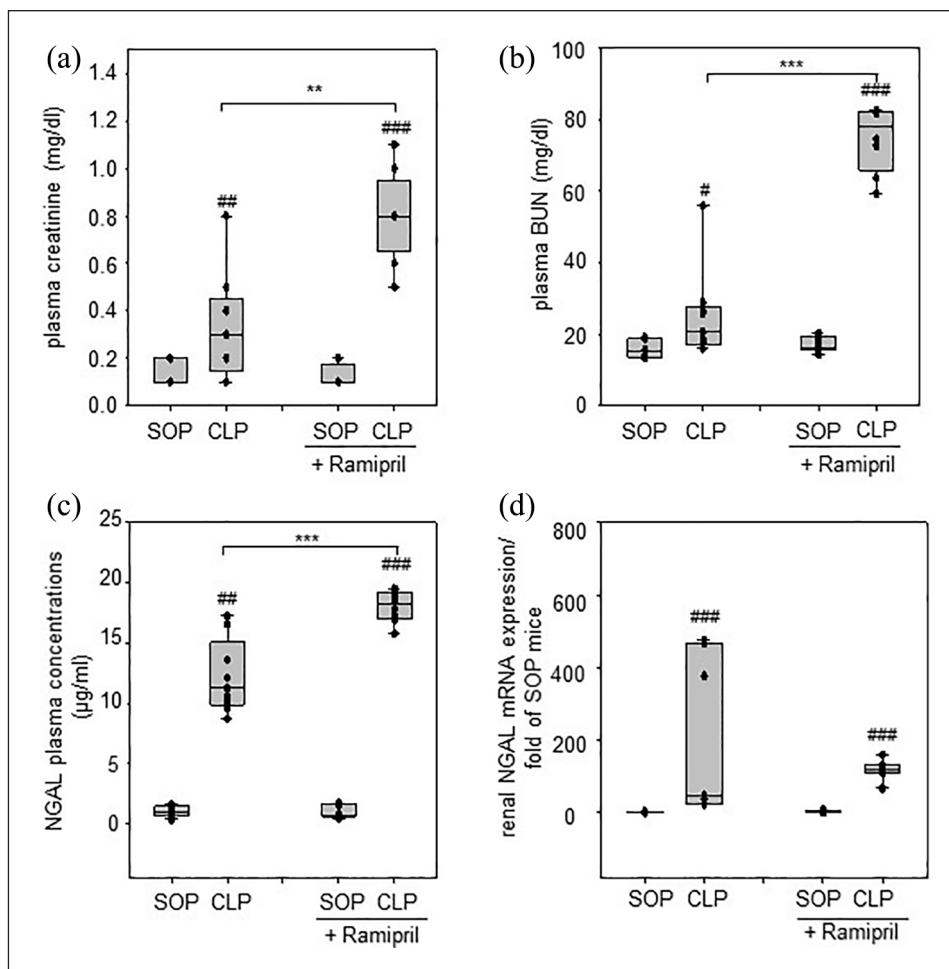 (a)
plasma creatinine (mg/dl)
1.4
1.2
1.0
0.8
0.6
0.4
0.2
0.0
##
**
###
SOP CLP SOP CLP
+ Ramipril
(b)
plasma BUN (mg/dl)
100
80
60
40
20
0
#
***
###
SOP CLP SOP CLP
+ Ramipril
(c)
NGAL plasma concentrations
(µg/ml)
25
20
15
10
5
0
##
***
###
SOP CLP SOP CLP
+ Ramipril
(d)
renal NGAL mRNA expression/
fold of SOP mice
800
600
400
200
0
###
###
SOP CLP SOP CLP
+ Ramipril